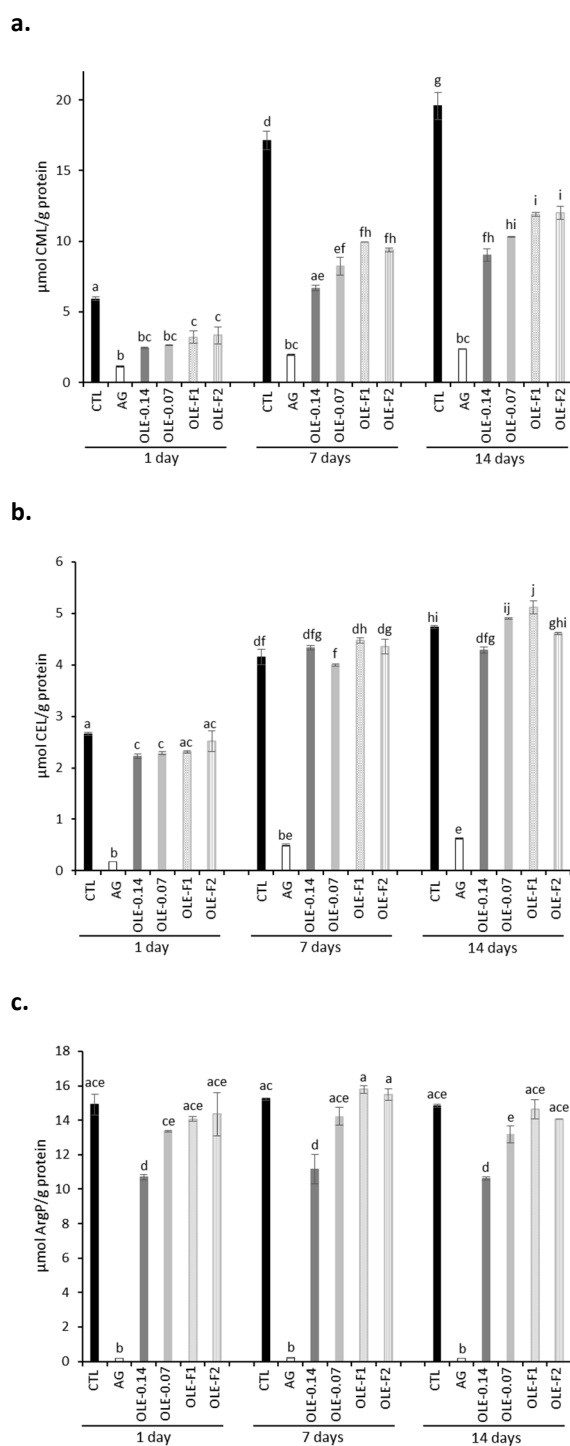 a.
μmol CML/g protein
20
15
10
5
0
a
b
bc
bc
c
c
d
bc
ae
ef
fh
fh
g
bc
fh
hi
i
i
CTL
AG
OLE-0.14
OLE-0.07
OLE-F1
OLE-F2
CTL
AG
OLE-0.14
OLE-0.07
OLE-F1
OLE-F2
CTL
AG
OLE-0.14
OLE-0.07
OLE-F1
OLE-F2
1 day
7 days
14 days
b.
μmol CEL/g protein
6
5
4
3
2
1
0
a
b
c
c
ac
ac
df
be
dfg
f
dh
dg
hi
e
dfg
ij
j
ghi
CTL
AG
OLE-0.14
OLE-0.07
OLE-F1
OLE-F2
CTL
AG
OLE-0.14
OLE-0.07
OLE-F1
OLE-F2
CTL
AG
OLE-0.14
OLE-0.07
OLE-F1
OLE-F2
1 day
7 days
14 days
c.
μmol ArgP/g protein
18
16
14
12
10
8
6
4
2
0
ace
b
d
ce
ace
ace
ac
b
d
ace
a
a
ace
b
d
e
ace
ace
CTL
AG
OLE-0.14
OLE-0.07
OLE-F1
OLE-F2
CTL
AG
OLE-0.14
OLE-0.07
OLE-F1
OLE-F2
CTL
AG
OLE-0.14
OLE-0.07
OLE-F1
OLE-F2
1 day
7 days
14 days